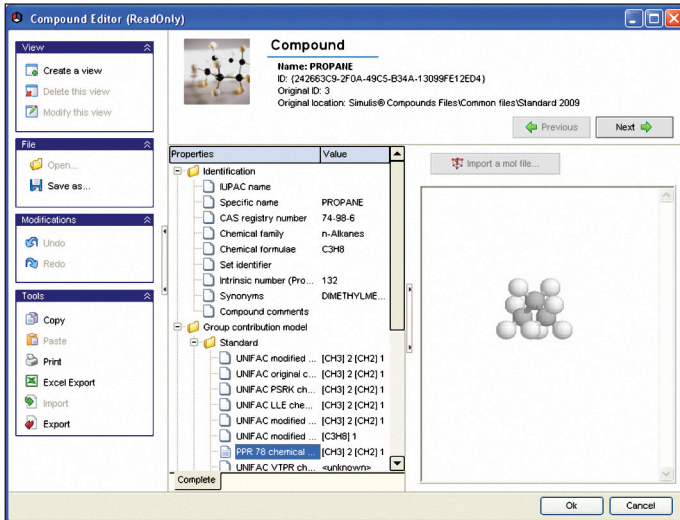 Compound Editor (ReadOnly)
View
Create a view
Delete this view
Modify this view
File
Open...
Save as...
Modifications
Undo
Redo
Tools
Copy
Paste
Print
Excel Export
Import
Export
Compound
Name: PROPANE
ID: {242663C9-2F0A-49C5-B34A-13099FE12ED4}
Original ID: 3
Original location: Simulis® Compounds Files\Common files\Standard 2009
Previous Next
Properties Value
Identification
IUPAC name
Specific name PROPANE
CAS registry number 74-98-6
Chemical family n-Alkanes
Chemical formulae C3H8
Set identifier
Intrinsic number (Pro... 132
Synonyms DIMETHYLME...
Compound comments
Group contribution model
Standard
UNIFAC modified ... [CH3] 2 [CH2] 1
UNIFAC original c... [CH3] 2 [CH2] 1
UNIFAC PSRK ch... [CH3] 2 [CH2] 1
UNIFAC LLE che... [CH3] 2 [CH2] 1
UNIFAC modified ... [CH3] 2 [CH2] 1
UNIFAC modified ... [C3H8] 1
PPR 78 chemical ... [CH3] 2 [CH2] 1
UNIFAC VTPR ch... <unknown>
Complete
Import a mol file...
Ok Cancel